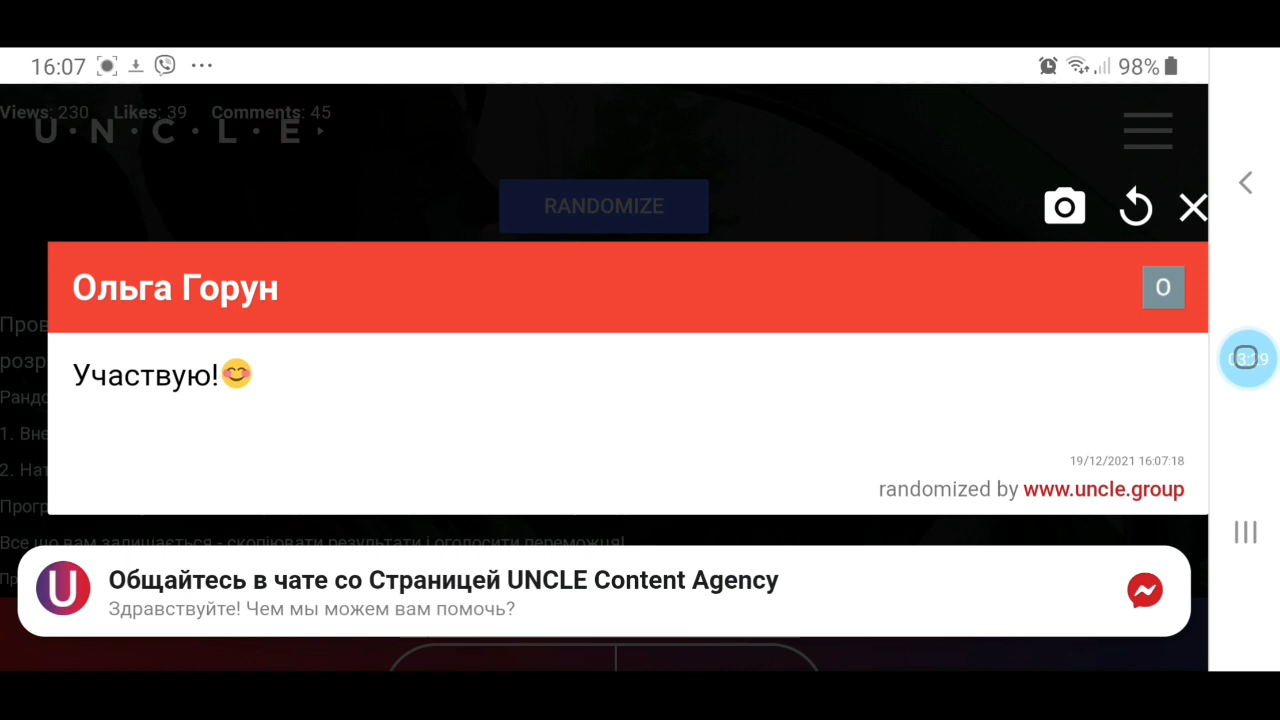 16:07
98%
Views: 230 Likes: 39 Comments: 45
U·N·C·L·E
RANDOMIZE
Ольга Горун
O
Участвую!😊
19/12/2021 16:07:18
randomized by www.uncle.group
1.
2.
Все що вам залишається - скопіювати результати і оголосити переможця!
U
Общайтесь в чате со Страницей UNCLE Content Agency
Здравствуйте! Чем мы можем вам помочь?